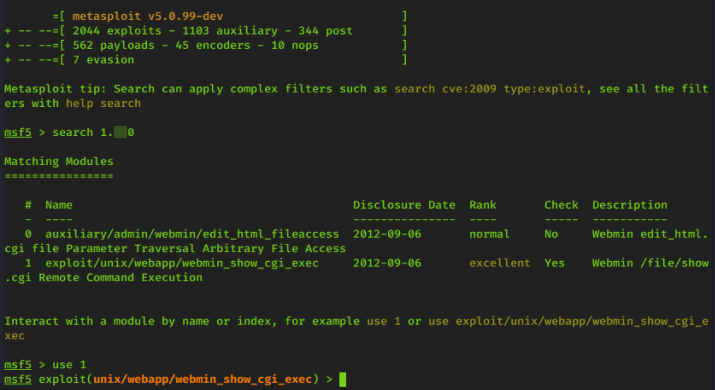 =[ metasploit v5.0.99-dev ]
+ -- --=[ 2044 exploits - 1103 auxiliary - 344 post ]
+ -- --=[ 562 payloads - 45 encoders - 10 nops ]
+ -- --=[ 7 evasion ]
Metasploit tip: Search can apply complex filters such as search cve:2009 type:exploit, see all the filt
ers with help search
msf5 > search 1. 0
Matching Modules
================
# Name Disclosure Date Rank Check Description
- ---- --------------- ---- ----- -----------
0 auxiliary/admin/webmin/edit_html_fileaccess 2012-09-06 normal No Webmin edit_html.
cgi file Parameter Traversal Arbitrary File Access
1 exploit/unix/webapp/webmin_show_cgi_exec 2012-09-06 excellent Yes Webmin /file/show
.cgi Remote Command Execution
Interact with a module by name or index, for example use 1 or use exploit/unix/webapp/webmin_show_cgi_e
xec
msf5 > use 1
msf5 exploit(unix/webapp/webmin_show_cgi_exec) >